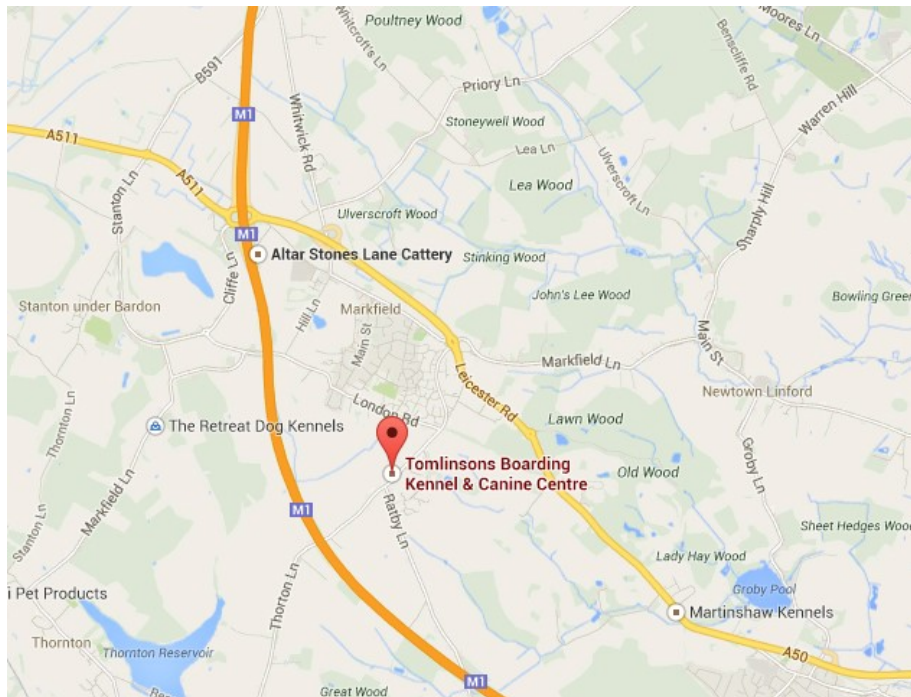 Poultney Wood
Moores Ln
Whitcroft's Ln
B591
Benscliffe Rd
Priory Ln
Warren Hill
M1
Whitwick Rd
Stoneywell Wood
A511
Lea Ln
Ulverscroft Ln
A511
Stanton Ln
Lea Wood
Sharply Hill
Ulverscroft Wood
M1
Altar Stones Lane Cattery
Stinking Wood
Cliffe Ln
John's Lee Wood
Bowling Green
Stanton under Bardon
Hill Ln
Markfield
Main St
Main St
Markfield Ln
Leicester Rd
Newtown Linford
Thornton Ln
London Rd
Lawn Wood
The Retreat Dog Kennels
Groby Ln
Tomlinsons Boarding
Kennel & Canine Centre
Old Wood
Markfield Ln
M1
Ratby Ln
Sheet Hedges Wood
Stanton Ln
Lady Hay Wood
i Pet Products
Thorton Ln
Groby Pool
Martinshaw Kennels
Thornton
Thornton Reservoir
A50
M1
Great Wood